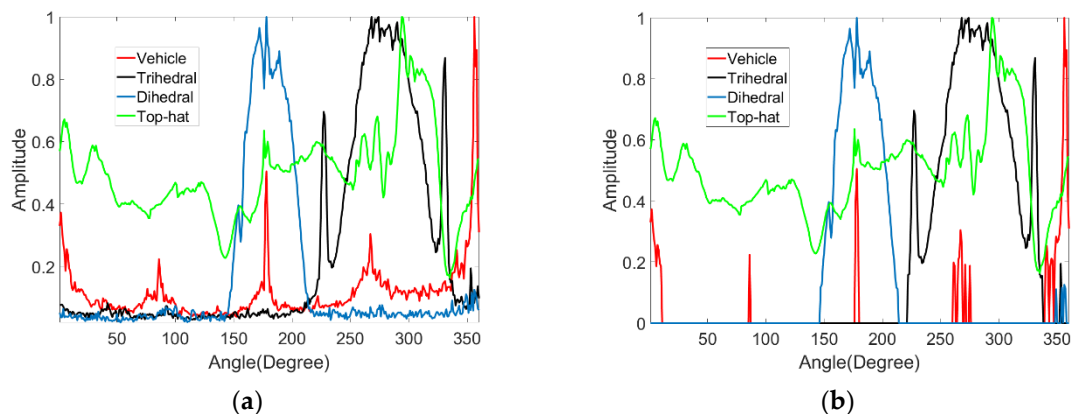 1
0.8
0.6
0.4
0.2
Amplitude
Vehicle
Trihedral
Dihedral
Top-hat
50 100 150 200 250 300 350
Angle(Degree)
(a)
1
0.8
0.6
0.4
0.2
0
Amplitude
Vehicle
Trihedral
Dihedral
Top-hat
50 100 150 200 250 300 350
Angle(Degree)
(b)